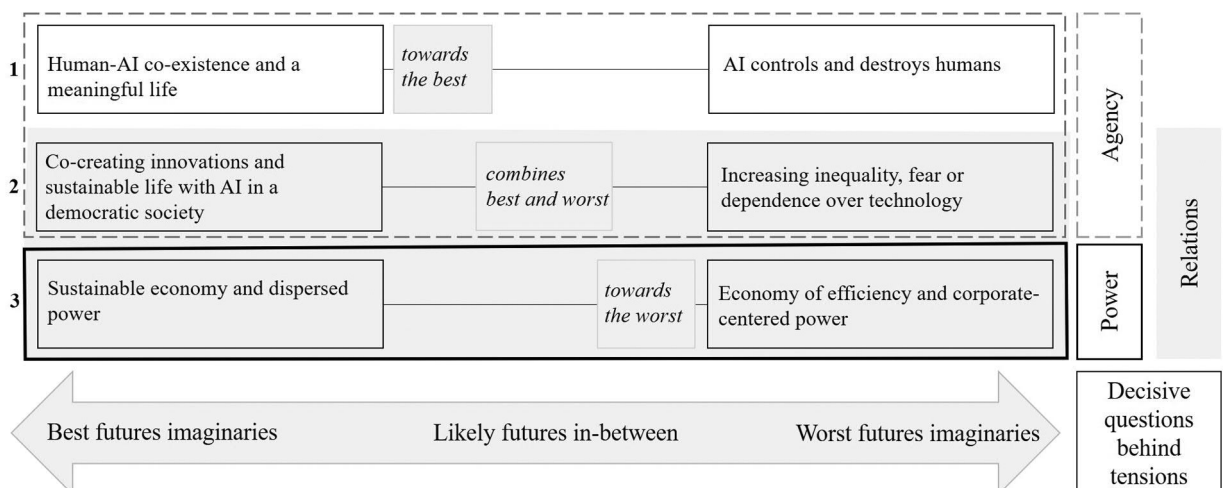 1
Human-AI co-existence and a
meaningful life
towards
the best
AI controls and destroys humans
2
Co-creating innovations and
sustainable life with AI in a
democratic society
combines
best and worst
Increasing inequality, fear or
dependence over technology
3
Sustainable economy and dispersed
power
towards
the worst
Economy of efficiency and corporate-
centered power
Agency
Power
Relations
Best futures imaginaries
Likely futures in-between
Worst futures imaginaries
Decisive
questions
behind
tensions